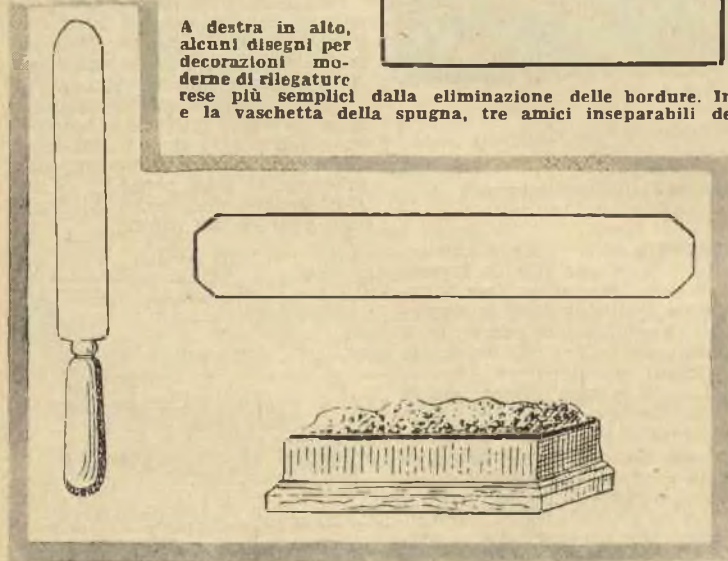 A destra in alto,
alcuni disegni per
decorazioni mo-
derne di rilegature
rese più semplici dalla eliminazione delle bordure. In
e la vaschetta della spugna, tre amici inseparabili de